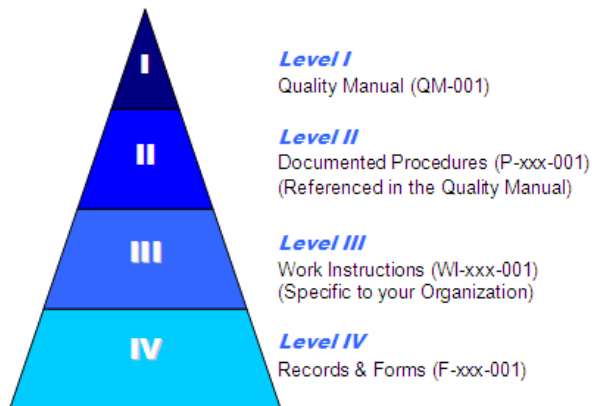 I
Level I
Quality Manual (QM-001)
II
Level II
Documented Procedures (P-xxx-001)
(Referenced in the Quality Manual)
III
Level III
Work Instructions (WI-xxx-001)
(Specific to your Organization)
IV
Level IV
Records & Forms (F-xxx-001)